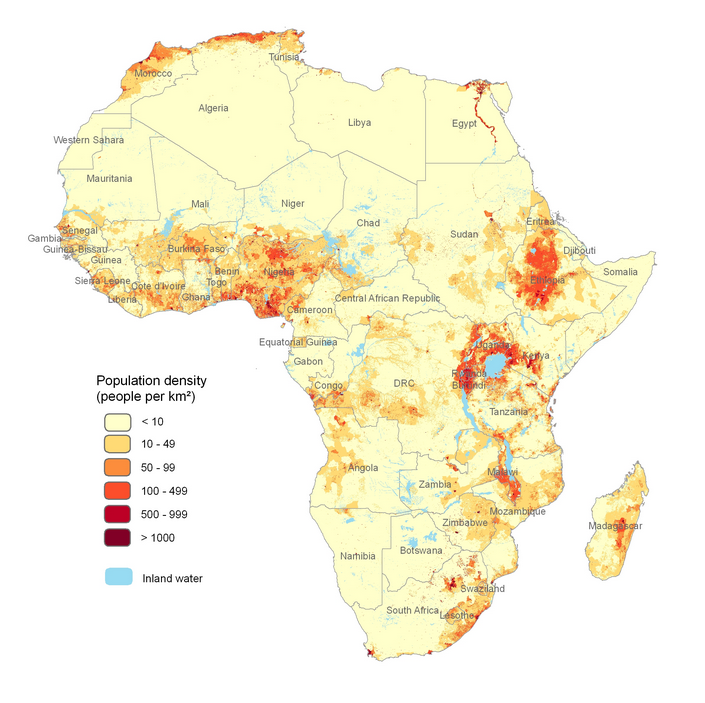 Tunisia
Morocco
Algeria
Libya
Egypt
Western Sahara
Mauritania
Mali
Niger
Chad
Sudan
Eritrea
Senegal
Gambia
Guinea-Bissau
Guinea
Burkina Faso
Djibouti
Sierra Leone
Benin
Nigeria
Ethiopia
Somalia
Cote d'Ivoire
Togo
Liberia
Ghana
Central African Republic
Cameroon
Equatorial Guinea
Uganda
Kenya
Gabon
Rwanda
Congo
DRC
Burundi
Tanzania
Angola
Zambia
Malawi
Mozambique
Zimbabwe
Madagascar
Namibia
Botswana
Swaziland
South Africa
Lesotho
Population density
(people per km²)
< 10
10 - 49
50 - 99
100 - 499
500 - 999
> 1000
Inland water